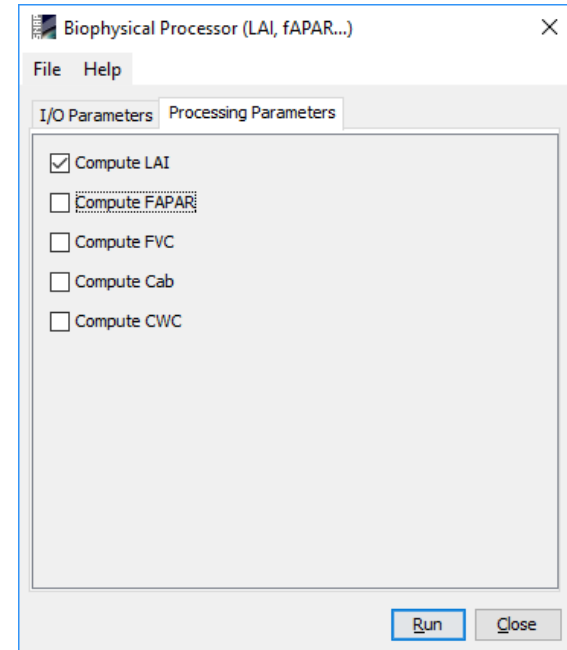 Biophysical Processor (LAI, fAPAR...)
File Help
I/O Parameters Processing Parameters
Compute LAI
Compute FAPAR
Compute FVC
Compute Cab
Compute CWC
Run Close